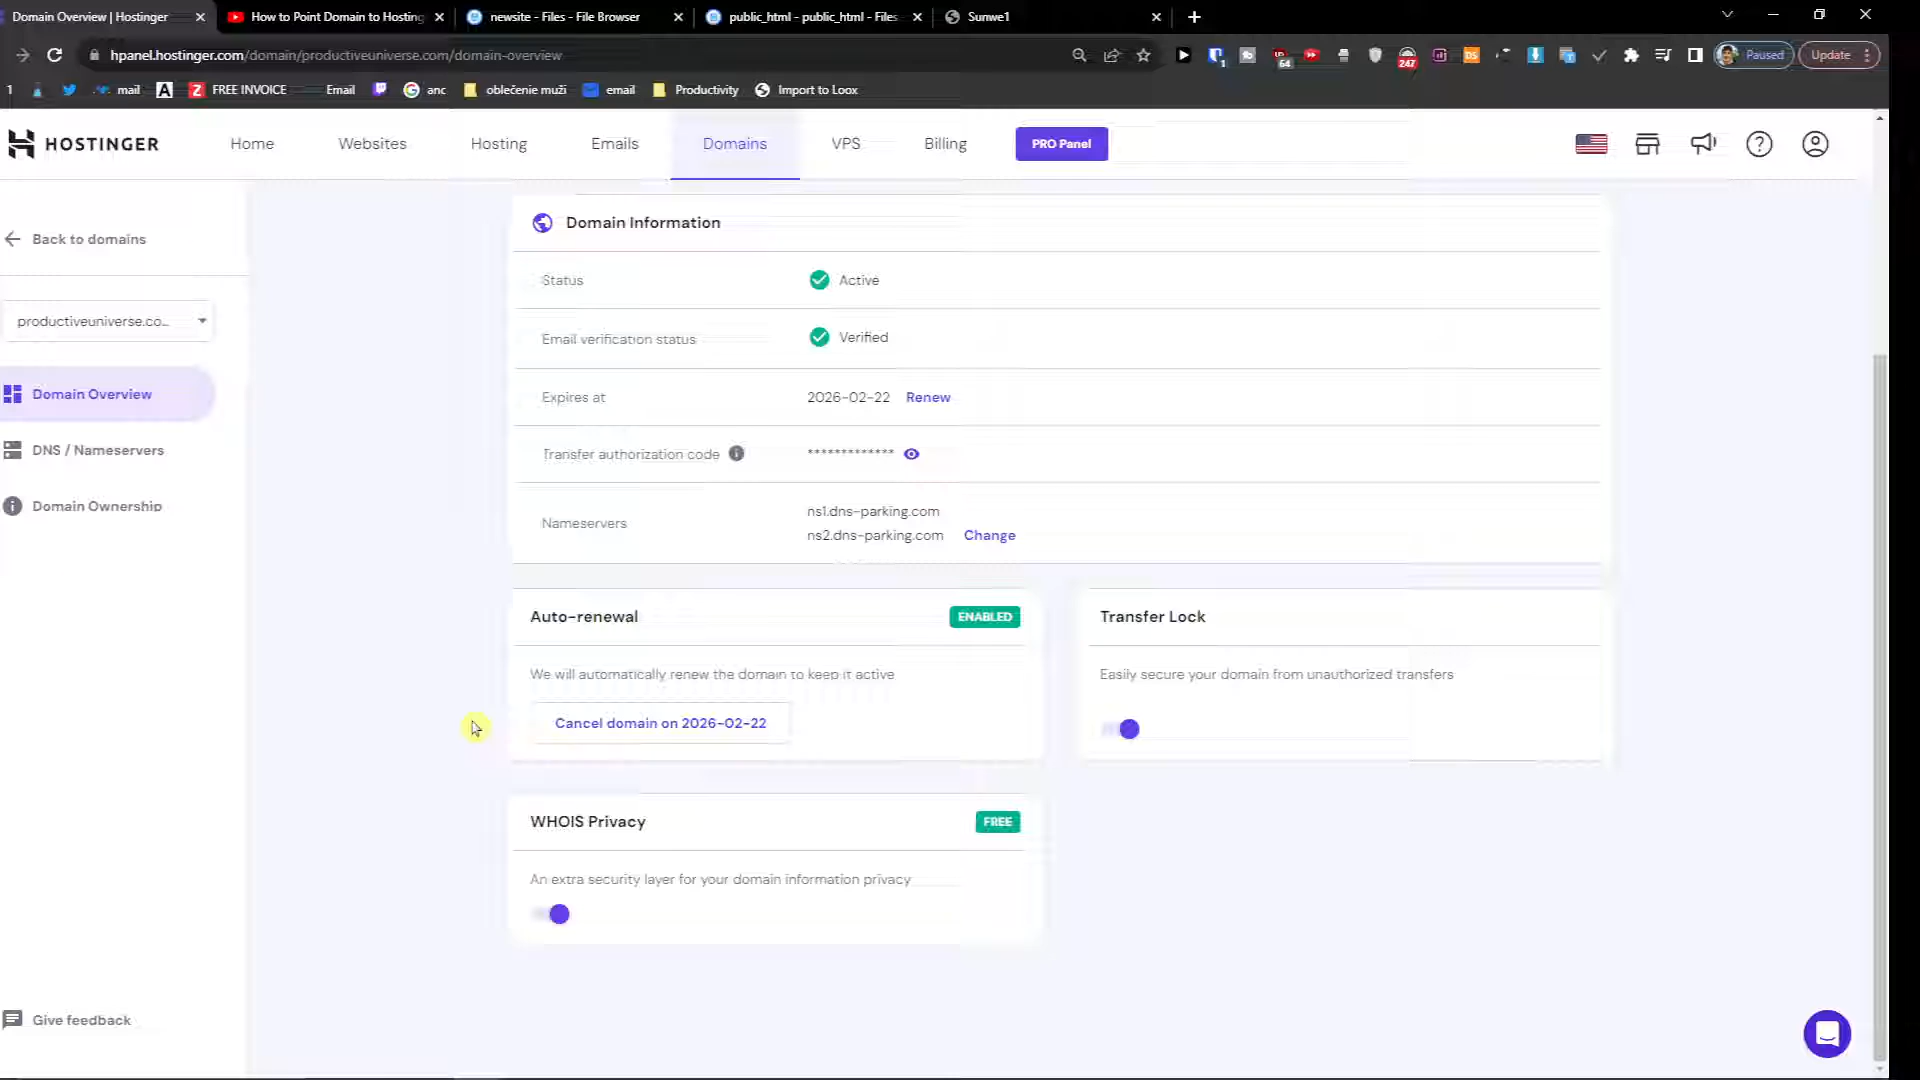 Domain Overview | Hostinger
How to Point Domain to Hosting
newsite - Files - File Browser
public_html - public_html - Files
Sunwe1
hpanel.hostinger.com/domain/productiveuniverse.com/domain-overview
1
64
247
DS
Paused
Update
1
mail
A
Z
FREE INVOICE
Email
anc
oblečenie muži
email
Productivity
Import to Loox
HOSTINGER
Home
Websites
Hosting
Emails
Domains
VPS
Billing
PRO Panel
Back to domains
productiveuniverse.co...
Domain Overview
DNS / Nameservers
Domain Ownership
Give feedback
Domain Information
Status
Active
Email verification status
Verified
Expires at
2026-02-22 Renew
Transfer authorization code
*************
Nameservers
ns1.dns-parking.com
ns2.dns-parking.com Change
Auto-renewal
ENABLED
We will automatically renew the domain to keep it active
Cancel domain on 2026-02-22
Transfer Lock
Easily secure your domain from unauthorized transfers
WHOIS Privacy
FREE
An extra security layer for your domain information privacy